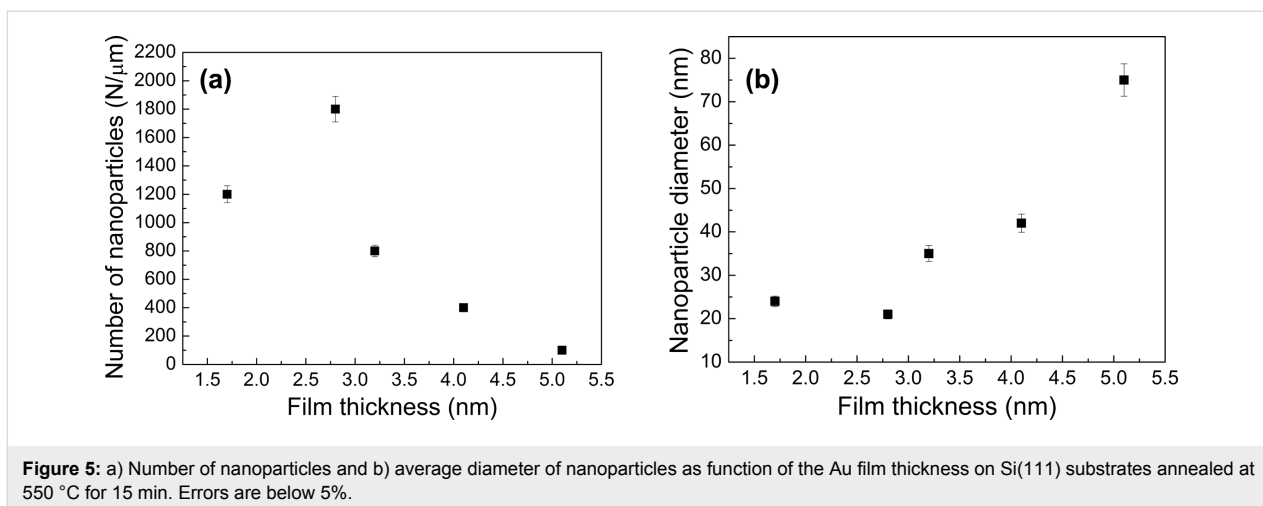 (a)
Number of nanoparticles (N/μm)
2200
2000
1800
1600
1400
1200
1000
800
600
400
200
0
1.5 2.0 2.5 3.0 3.5 4.0 4.5 5.0 5.5
Film thickness (nm)
(b)
Nanoparticle diameter (nm)
80
70
60
50
40
30
20
10
1.5 2.0 2.5 3.0 3.5 4.0 4.5 5.0 5.5
Film thickness (nm)
Figure 5: a) Number of nanoparticles and b) average diameter of nanoparticles as function of the Au film thickness on Si(111) substrates annealed at
550 °C for 15 min. Errors are below 5%.